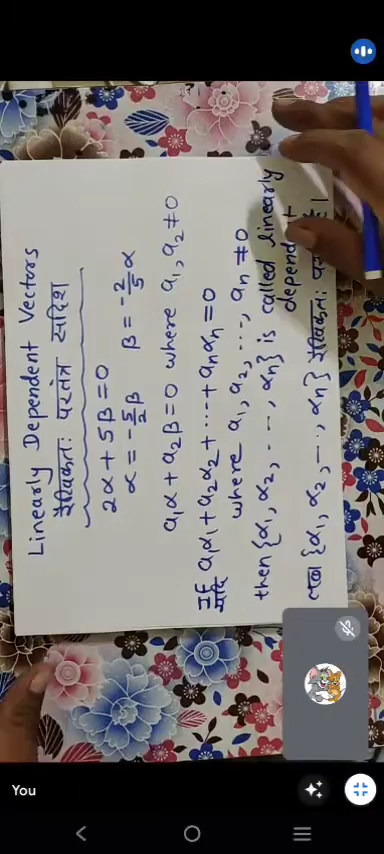 Linearly Dependent Vectors
रैखिकतः परतंत्र सदिश
2α + 5β = 0
α = -5/2 β    β = -2/5 α
a₁α + a₂β = 0 where a₁, a₂ ≠ 0
If
यदि a₁α₁ + a₂α₂ + ... + aₙαₙ = 0
where a₁, a₂, ..., aₙ ≠ 0
then {α₁, α₂, ..., αₙ} is called linearly
dependent
{α₁, α₂, ..., αₙ} रैखिकतः
You